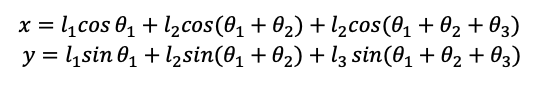 x = l₁cos θ₁ + l₂cos(θ₁ + θ₂) + l₂cos(θ₁ + θ₂ + θ₃)
y = l₁sin θ₁ + l₂sin(θ₁ + θ₂) + l₃ sin(θ₁ + θ₂ + θ₃)